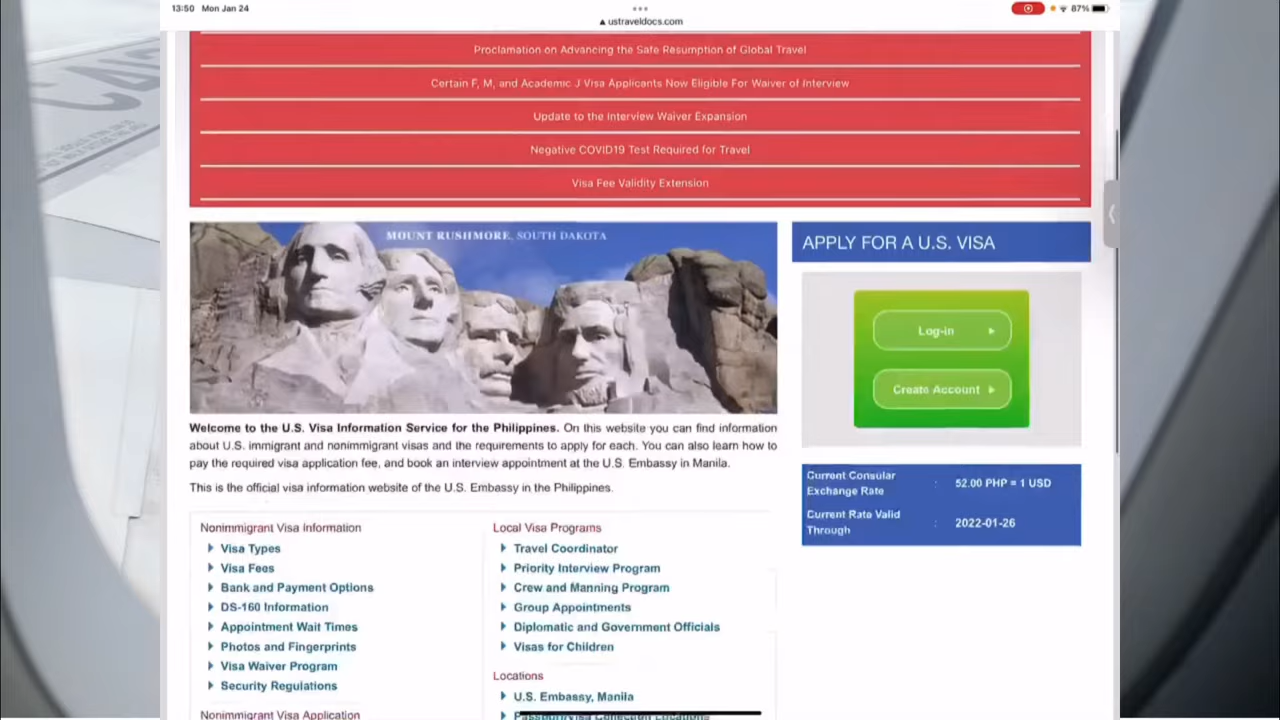 13:50 Mon Jan 24
87%
ustraveldocs.com
Proclamation on Advancing the Safe Resumption of Global Travel
Certain F, M, and Academic J Visa Applicants Now Eligible For Waiver of Interview
Update to the Interview Waiver Expansion
Negative COVID19 Test Required for Travel
Visa Fee Validity Extension
MOUNT RUSHMORE, SOUTH DAKOTA
APPLY FOR A U.S. VISA
Log-in
Create Account
Welcome to the U.S. Visa Information Service for the Philippines. On this website you can find information
about U.S. immigrant and nonimmigrant visas and the requirements to apply for each. You can also learn how to
pay the required visa application fee, and book an interview appointment at the U.S. Embassy in Manila.
This is the official visa information website of the U.S. Embassy in the Philippines.
Current Consular
Exchange Rate : 52.00 PHP = 1 USD
Current Rate Valid
Through : 2022-01-26
Nonimmigrant Visa Information
Visa Types
Visa Fees
Bank and Payment Options
DS-160 Information
Appointment Wait Times
Photos and Fingerprints
Visa Waiver Program
Security Regulations
Nonimmigrant Visa Application
Local Visa Programs
Travel Coordinator
Priority Interview Program
Crew and Manning Program
Group Appointments
Diplomatic and Government Officials
Visas for Children
Locations
U.S. Embassy, Manila
Passport/Visa Collection Locations